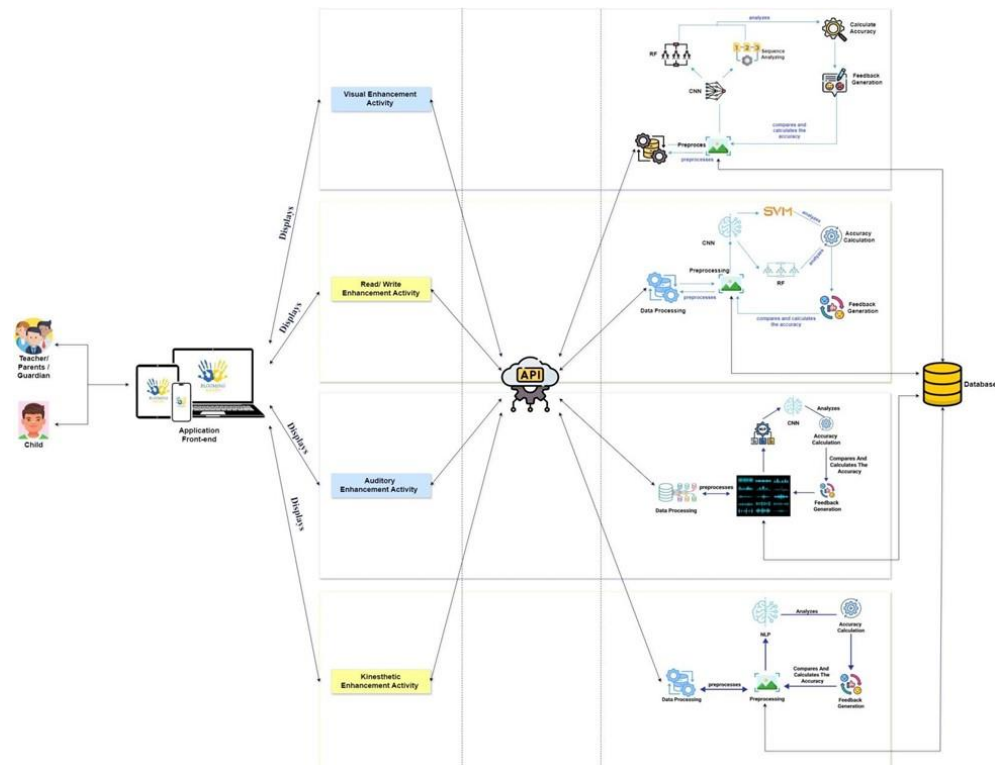 Teacher/
Parents /
Guardian
Child
BLOOMING
Application
Front-end
Displays
Displays
Displays
Displays
Visual Enhancement
Activity
Read/ Write
Enhancement Activity
Auditory
Enhancement Activity
Kinesthetic
Enhancement Activity
API
analyzes
RF
1-2-3
Sequence
Analyzing
Calculate
Accuracy
CNN
Feedback
Generation
compares and
calculates the
accuracy
Preproces
preprocesses
SVM
analyzes
CNN
Accuracy
Calculation
Preprocessing
analyzes
RF
preprocesses
Data Processing
compares and calculates
the accuracy
Feedback
Generation
Database
CNN
Analyzes
Accuracy
Calculation
Compares And
Calculates The
Accuracy
preprocesses
Data Processing
Feedback
Generation
NLP
Analyzes
Accuracy
Calculation
Compares And
Calculates The
Accuracy
preprocesses
Data Processing
Preprocessing
Feedback
Generation